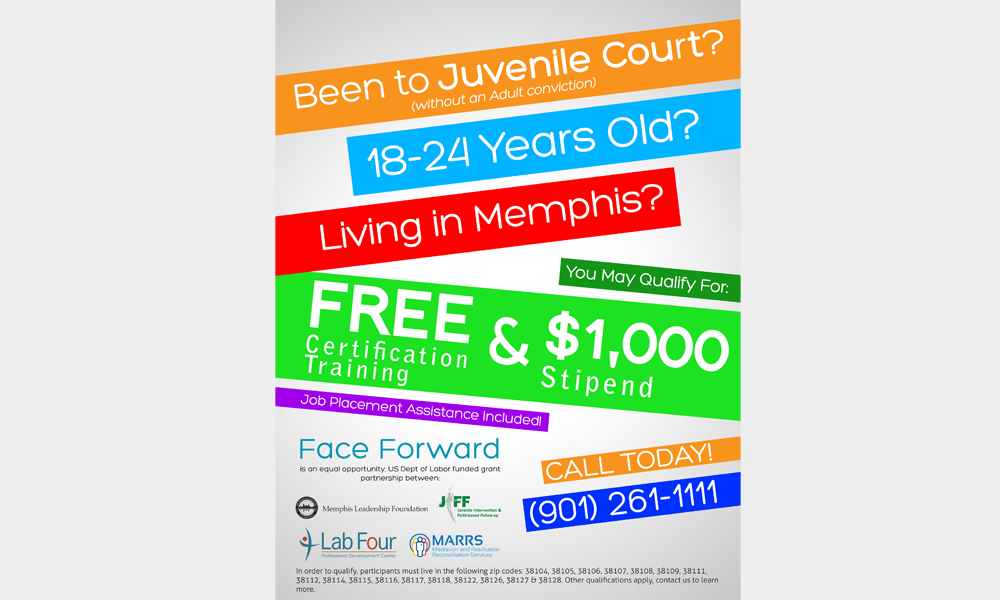 Been to Juvenile Court?
(without an Adult conviction)
18-24 Years Old?
Living in Memphis?
You May Qualify For:
FREE
Certification
Training
& $1,000
Stipend
Job Placement Assistance Included!
Face Forward
is an equal opportunity, US Dept of Labor funded grant
partnership between:
CALL TODAY!
(901) 261-1111
Memphis Leadership Foundation
JIFF
Juvenile Intervention &
Faith-based Follow-up
Lab Four
Professional Development Center
MARRS
Mediation and Restitution
Reconciliation Services
In order to qualify, participants must live in the following zip codes: 38104, 38105, 38106, 38107, 38108, 38109, 38111,
38112, 38114, 38115, 38116, 38117, 38118, 38122, 38126, 38127 & 38128. Other qualifications apply, contact us to learn
more.